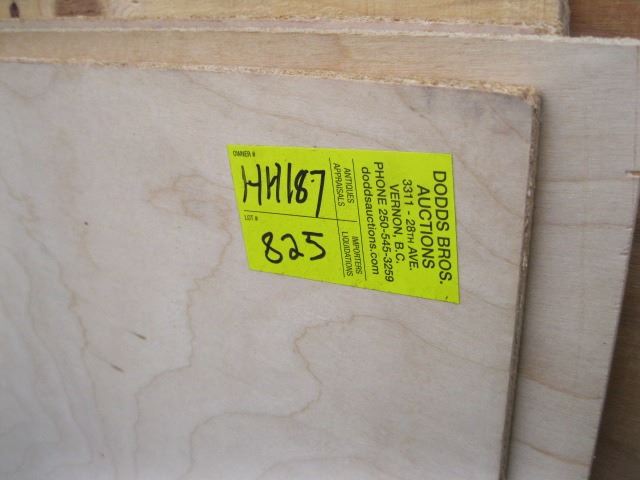 OWNER #
HH187
LOT #
825
ANTIQUES
APPRAISALS
IMPORTERS
LIQUIDATIONS
DODDS BROS.
AUCTIONS
3311 - 28TH AVE.
VERNON, B.C.
PHONE 250-545-3259
doddsauctions.com